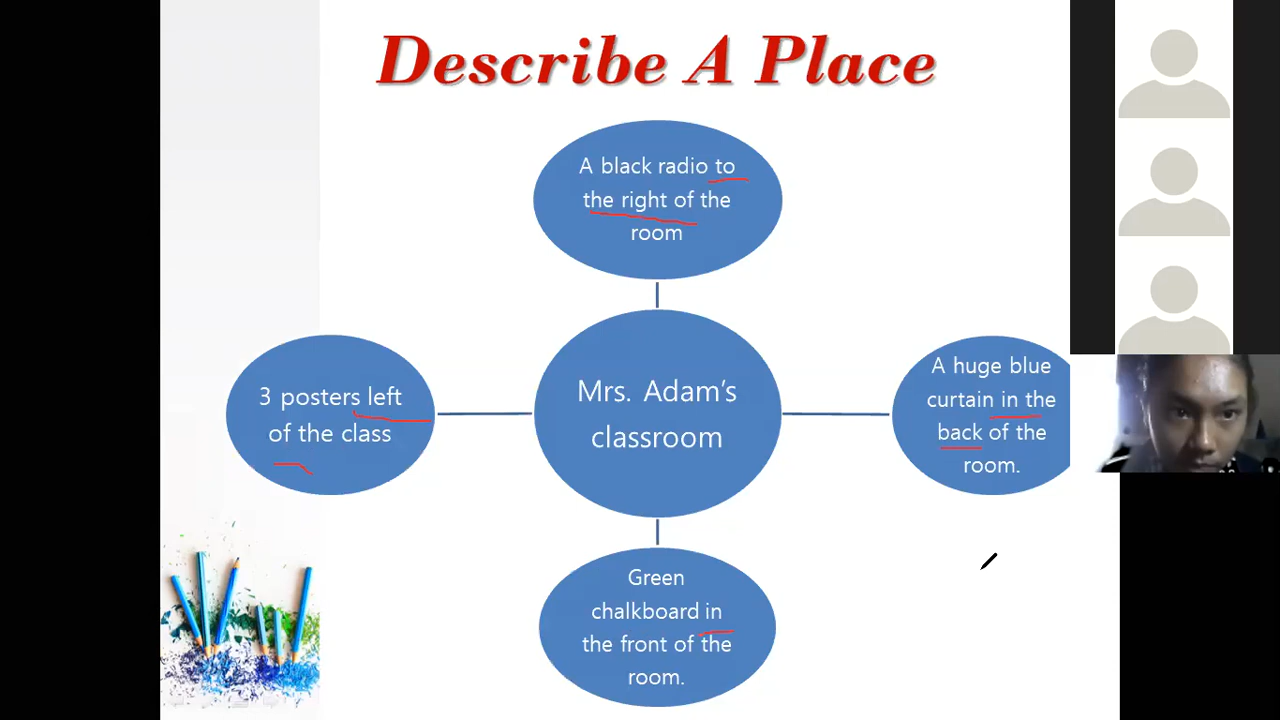 Describe A Place
A black radio to
the right of the
room
3 posters left
of the class
Mrs. Adam's
classroom
A huge blue
curtain in the
back of the
room.
Green
chalkboard in
the front of the
room.